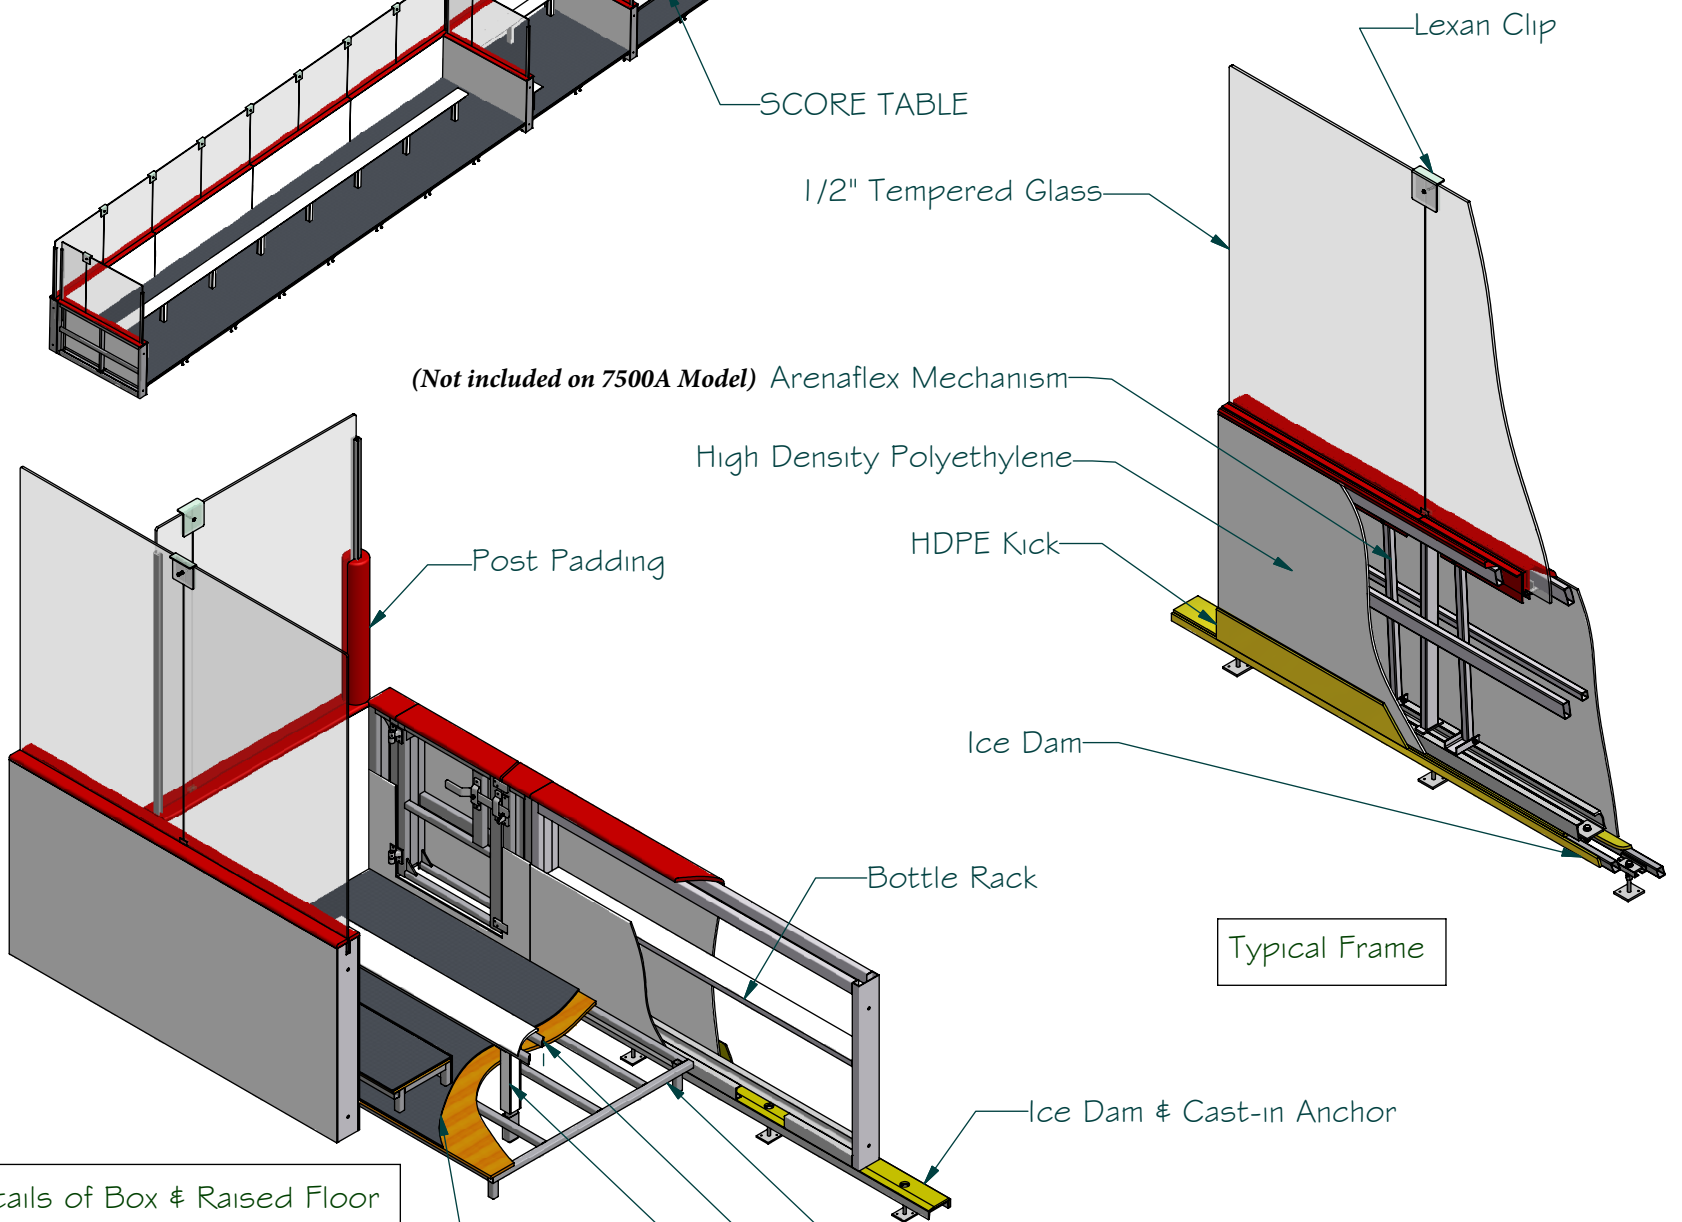 Lexan Clip
SCORE TABLE
1/2" Tempered Glass
(Not included on 7500A Model) Arenaflex Mechanism
High Density Polyethylene
HDPE Kick
Post Padding
Ice Dam
Bottle Rack
Typical Frame
Ice Dam & Cast-in Anchor
tails of Box & Raised Floor